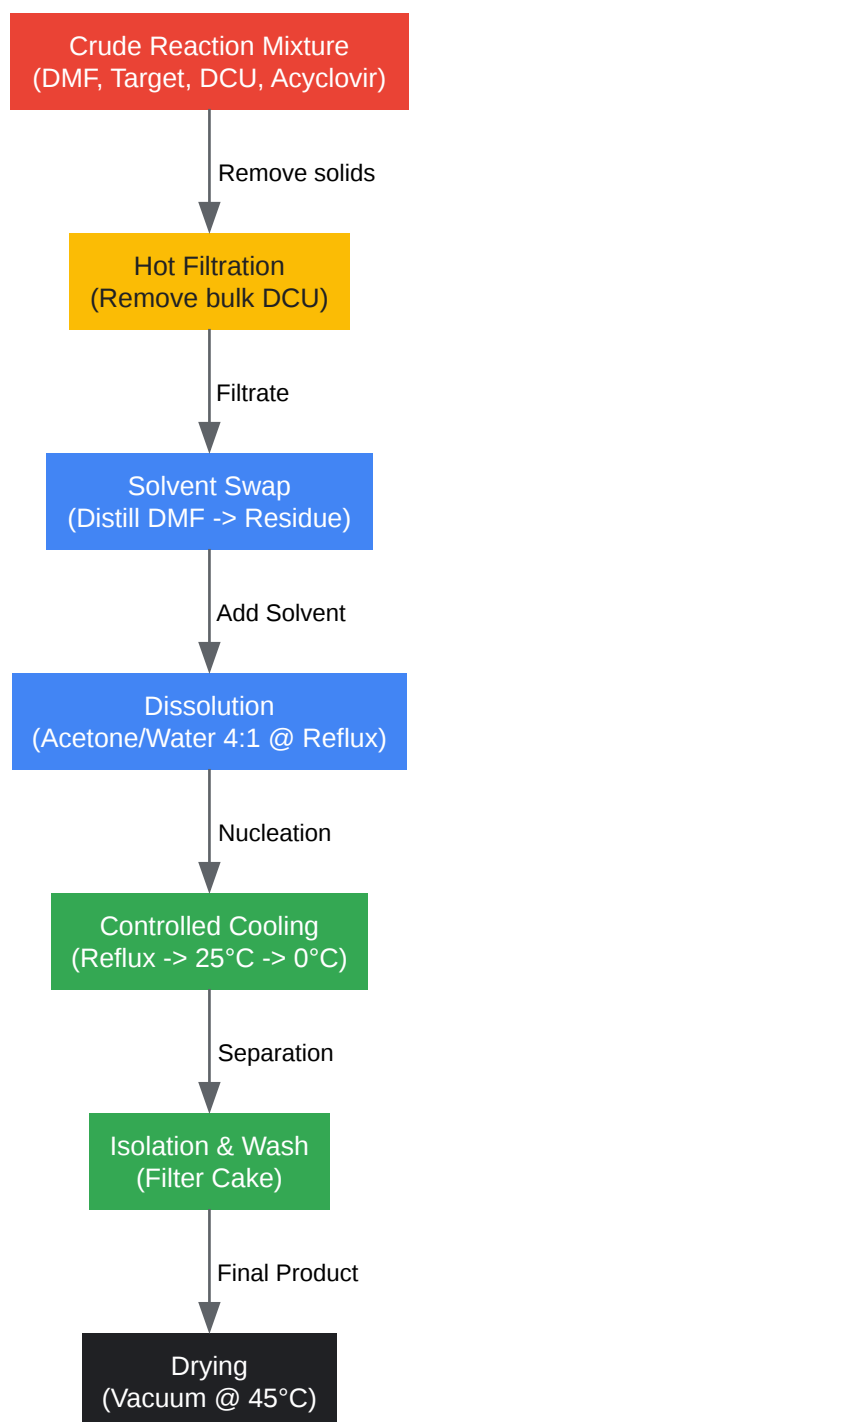 Crude Reaction Mixture
(DMF, Target, DCU, Acyclovir)
Remove solids
Hot Filtration
(Remove bulk DCU)
Filtrate
Solvent Swap
(Distill DMF -> Residue)
Add Solvent
Dissolution
(Acetone/Water 4:1 @ Reflux)
Nucleation
Controlled Cooling
(Reflux -> 25°C -> 0°C)
Separation
Isolation & Wash
(Filter Cake)
Final Product
Drying
(Vacuum @ 45°C)